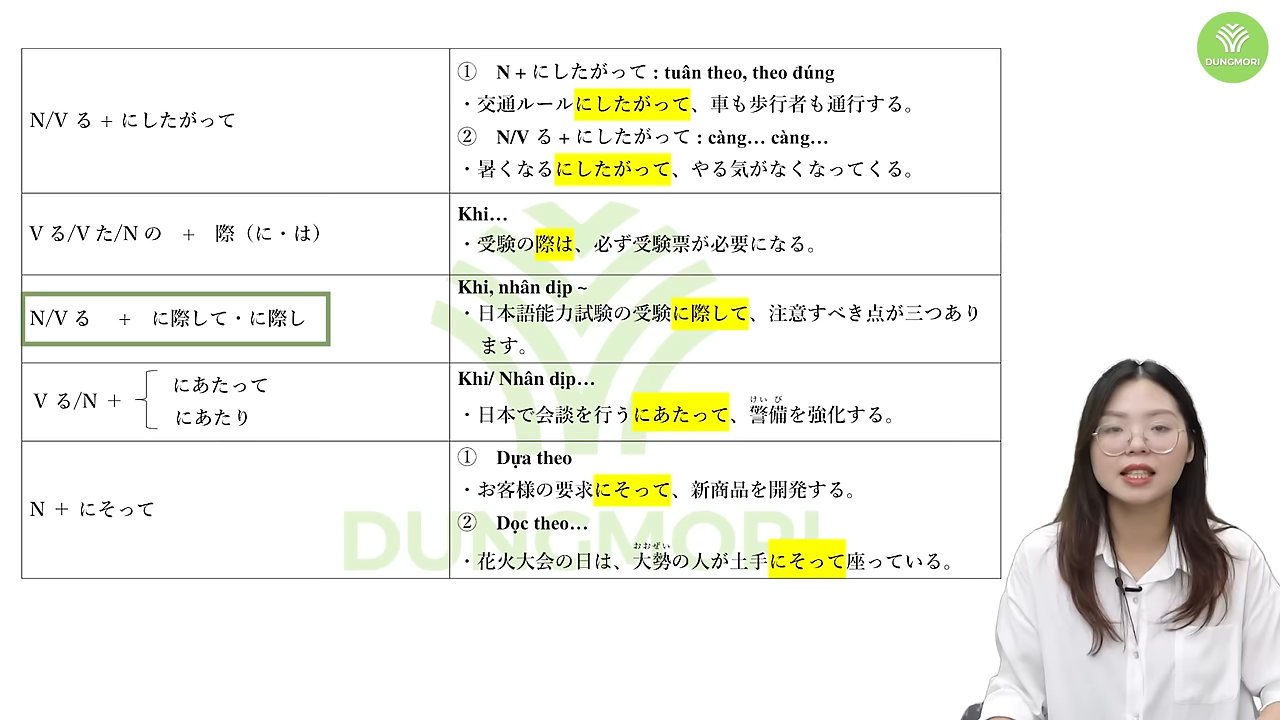 DUNGMORI
N/V る + にしたがって
① N + にしたがって : tuân theo, theo đúng
・交通ルールにしたがって、車も歩行者も通行する。
② N/V る + にしたがって : càng… càng…
・暑くなるにしたがって、やる気がなくなってくる。
V る/V た/N の + 際（に・は）
Khi…
・受験の際は、必ず受験票が必要になる。
N/V る + に際して・に際し
Khi, nhân dịp ~
・日本語能力試験の受験に際して、注意すべき点が三つあり
ます。
V る/N +
にあたって
にあたり
Khi/ Nhân dịp…
けい び
・日本で会談を行うにあたって、警備を強化する。
N + にそって
① Dựa theo
・お客様の要求にそって、新商品を開発する。
② Dọc theo…
おおぜい
・花火大会の日は、大勢の人が土手にそって座っている。
DUNGMORI